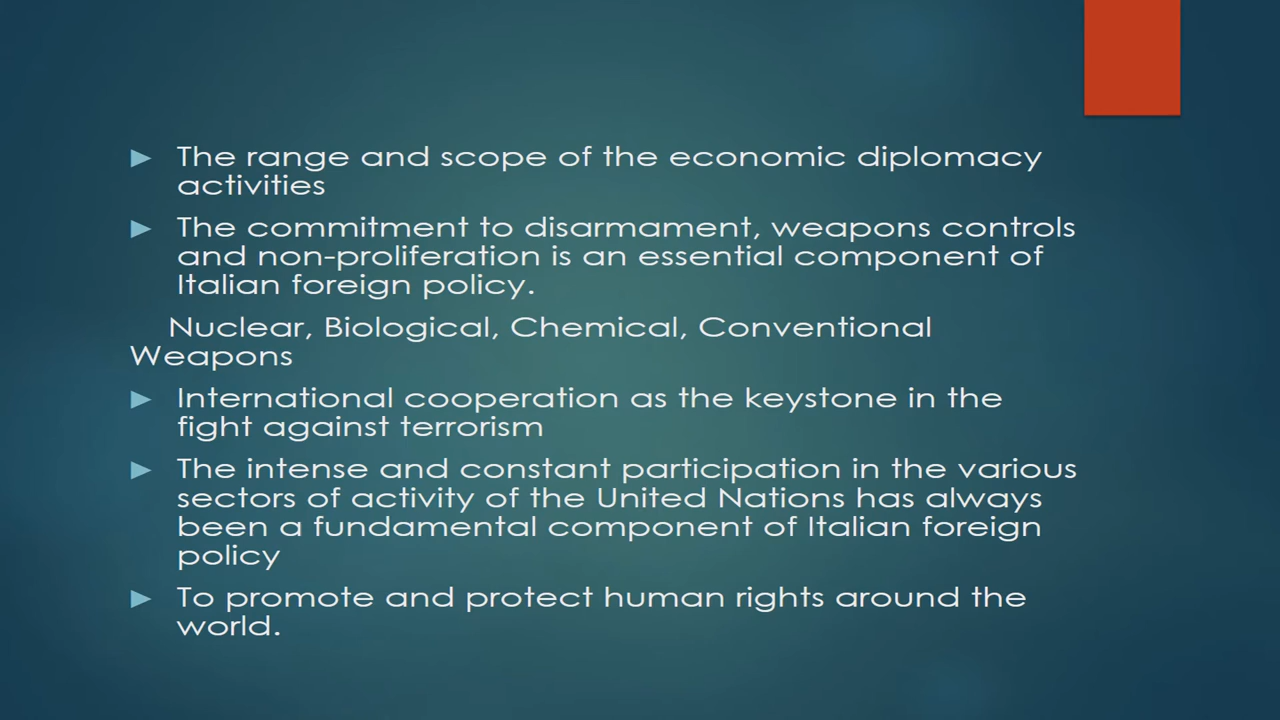 The range and scope of the economic diplomacy
activities
The commitment to disarmament, weapons controls
and non-proliferation is an essential component of
Italian foreign policy.
Nuclear, Biological, Chemical, Conventional
Weapons
International cooperation as the keystone in the
fight against terrorism
The intense and constant participation in the various
sectors of activity of the United Nations has always
been a fundamental component of Italian foreign
policy
To promote and protect human rights around the
world.